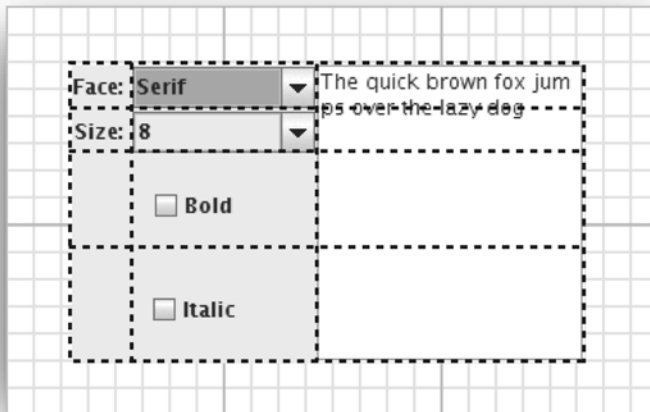 Face: Serif
Size: 8
Bold
Italic
The quick brown fox jum
ps over the lazy dog